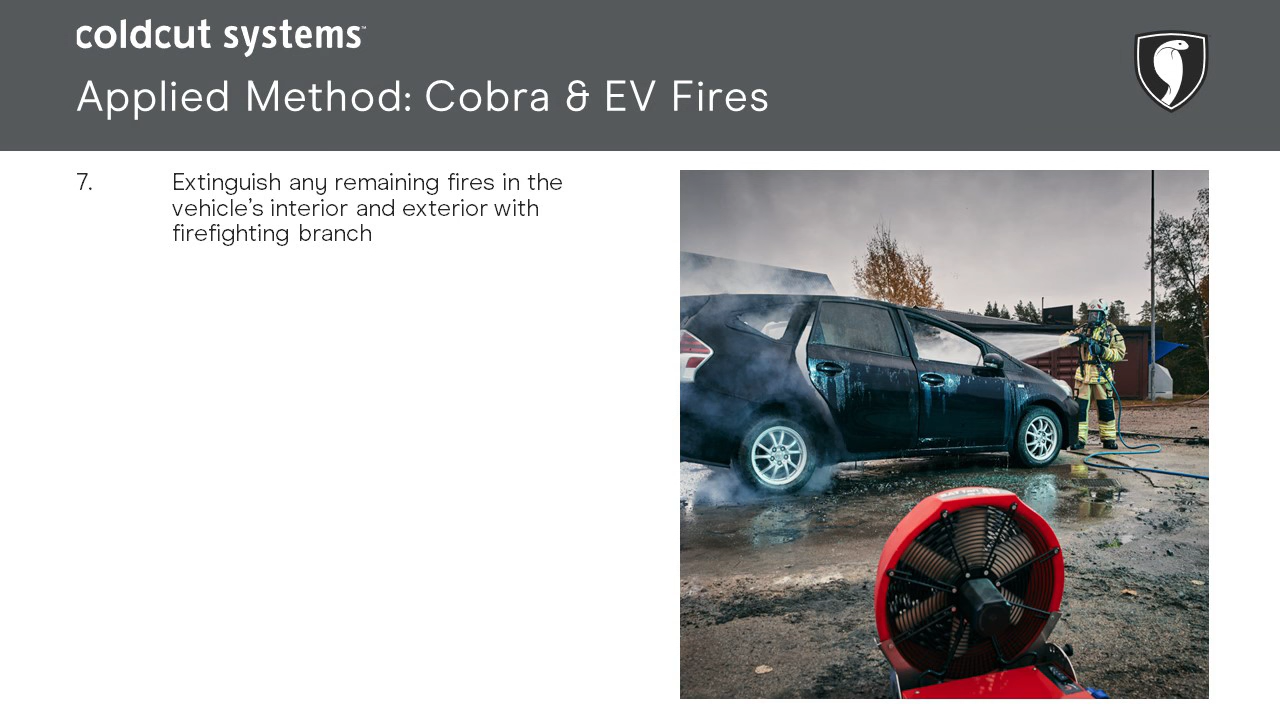 coldcut systems™
Applied Method: Cobra & EV Fires
7. Extinguish any remaining fires in the
vehicle’s interior and exterior with
firefighting branch